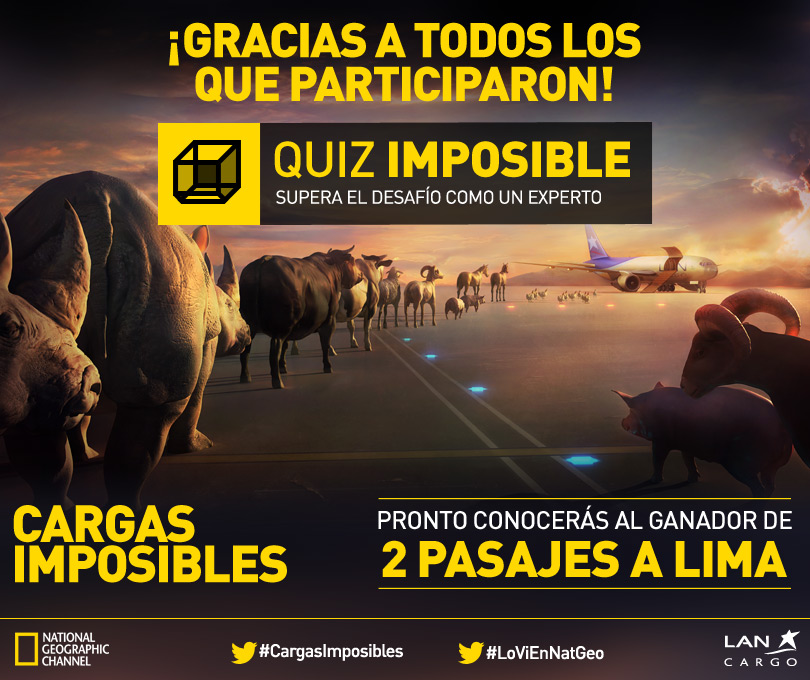 ¡GRACIAS A TODOS LOS
QUE PARTICIPARON!
QUIZ IMPOSIBLE
SUPERA EL DESAFÍO COMO UN EXPERTO
CARGAS
IMPOSIBLES
PRONTO CONOCERÁS AL GANADOR DE
2 PASAJES A LIMA
NATIONAL
GEOGRAPHIC
CHANNEL
#CargasImposibles
#LoViEnNatGeo
LAN
CARGO